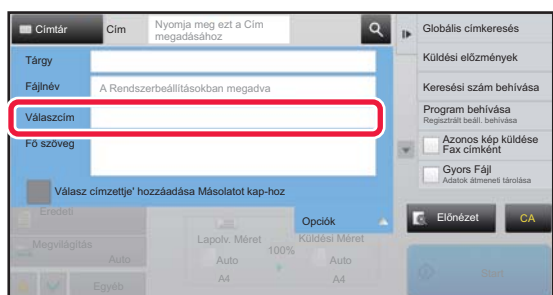 Címtár
Cím
Nyomja meg ezt a Cím
megadásához
Tárgy
Fájlnév
A Rendszerbeállításokban megadva
Válaszcím
Fő szöveg
Válasz címzettje' hozzáadása Másolatot kap-hoz
Opciók
Eredeti
Megvilágítás
Auto
Egyéb
Lapolv. Méret
100%
Küldési Méret
Auto
Auto
A4
A4
Globális címkeresés
Küldési előzmények
Keresési szám behívása
Program behívása
Regisztrált beáll. behívása
Azonos kép küldése
Fax címként
Gyors Fájl
Adatok átmeneti tárolása
Előnézet
CA
Start